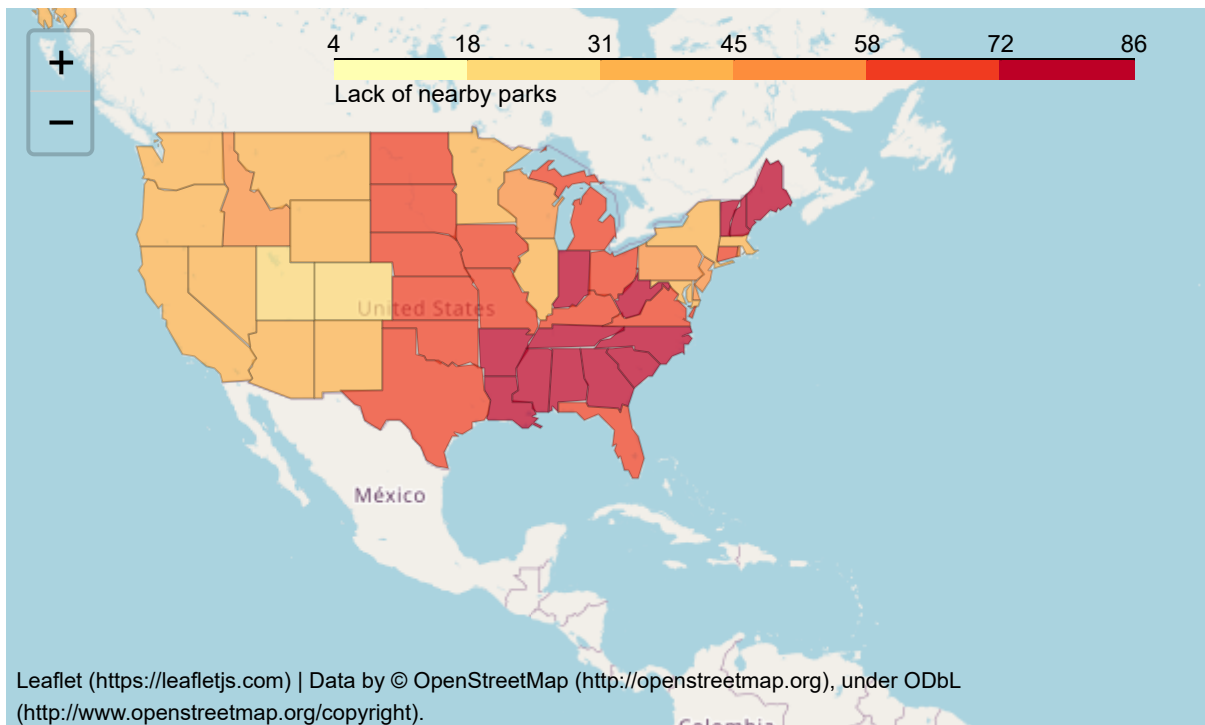 +
−
4 18 31 45 58 72 86
Lack of nearby parks
United States
México
Leaflet (https://leafletjs.com) | Data by © OpenStreetMap (http://openstreetmap.org), under ODbL
(http://www.openstreetmap.org/copyright).
Colombia